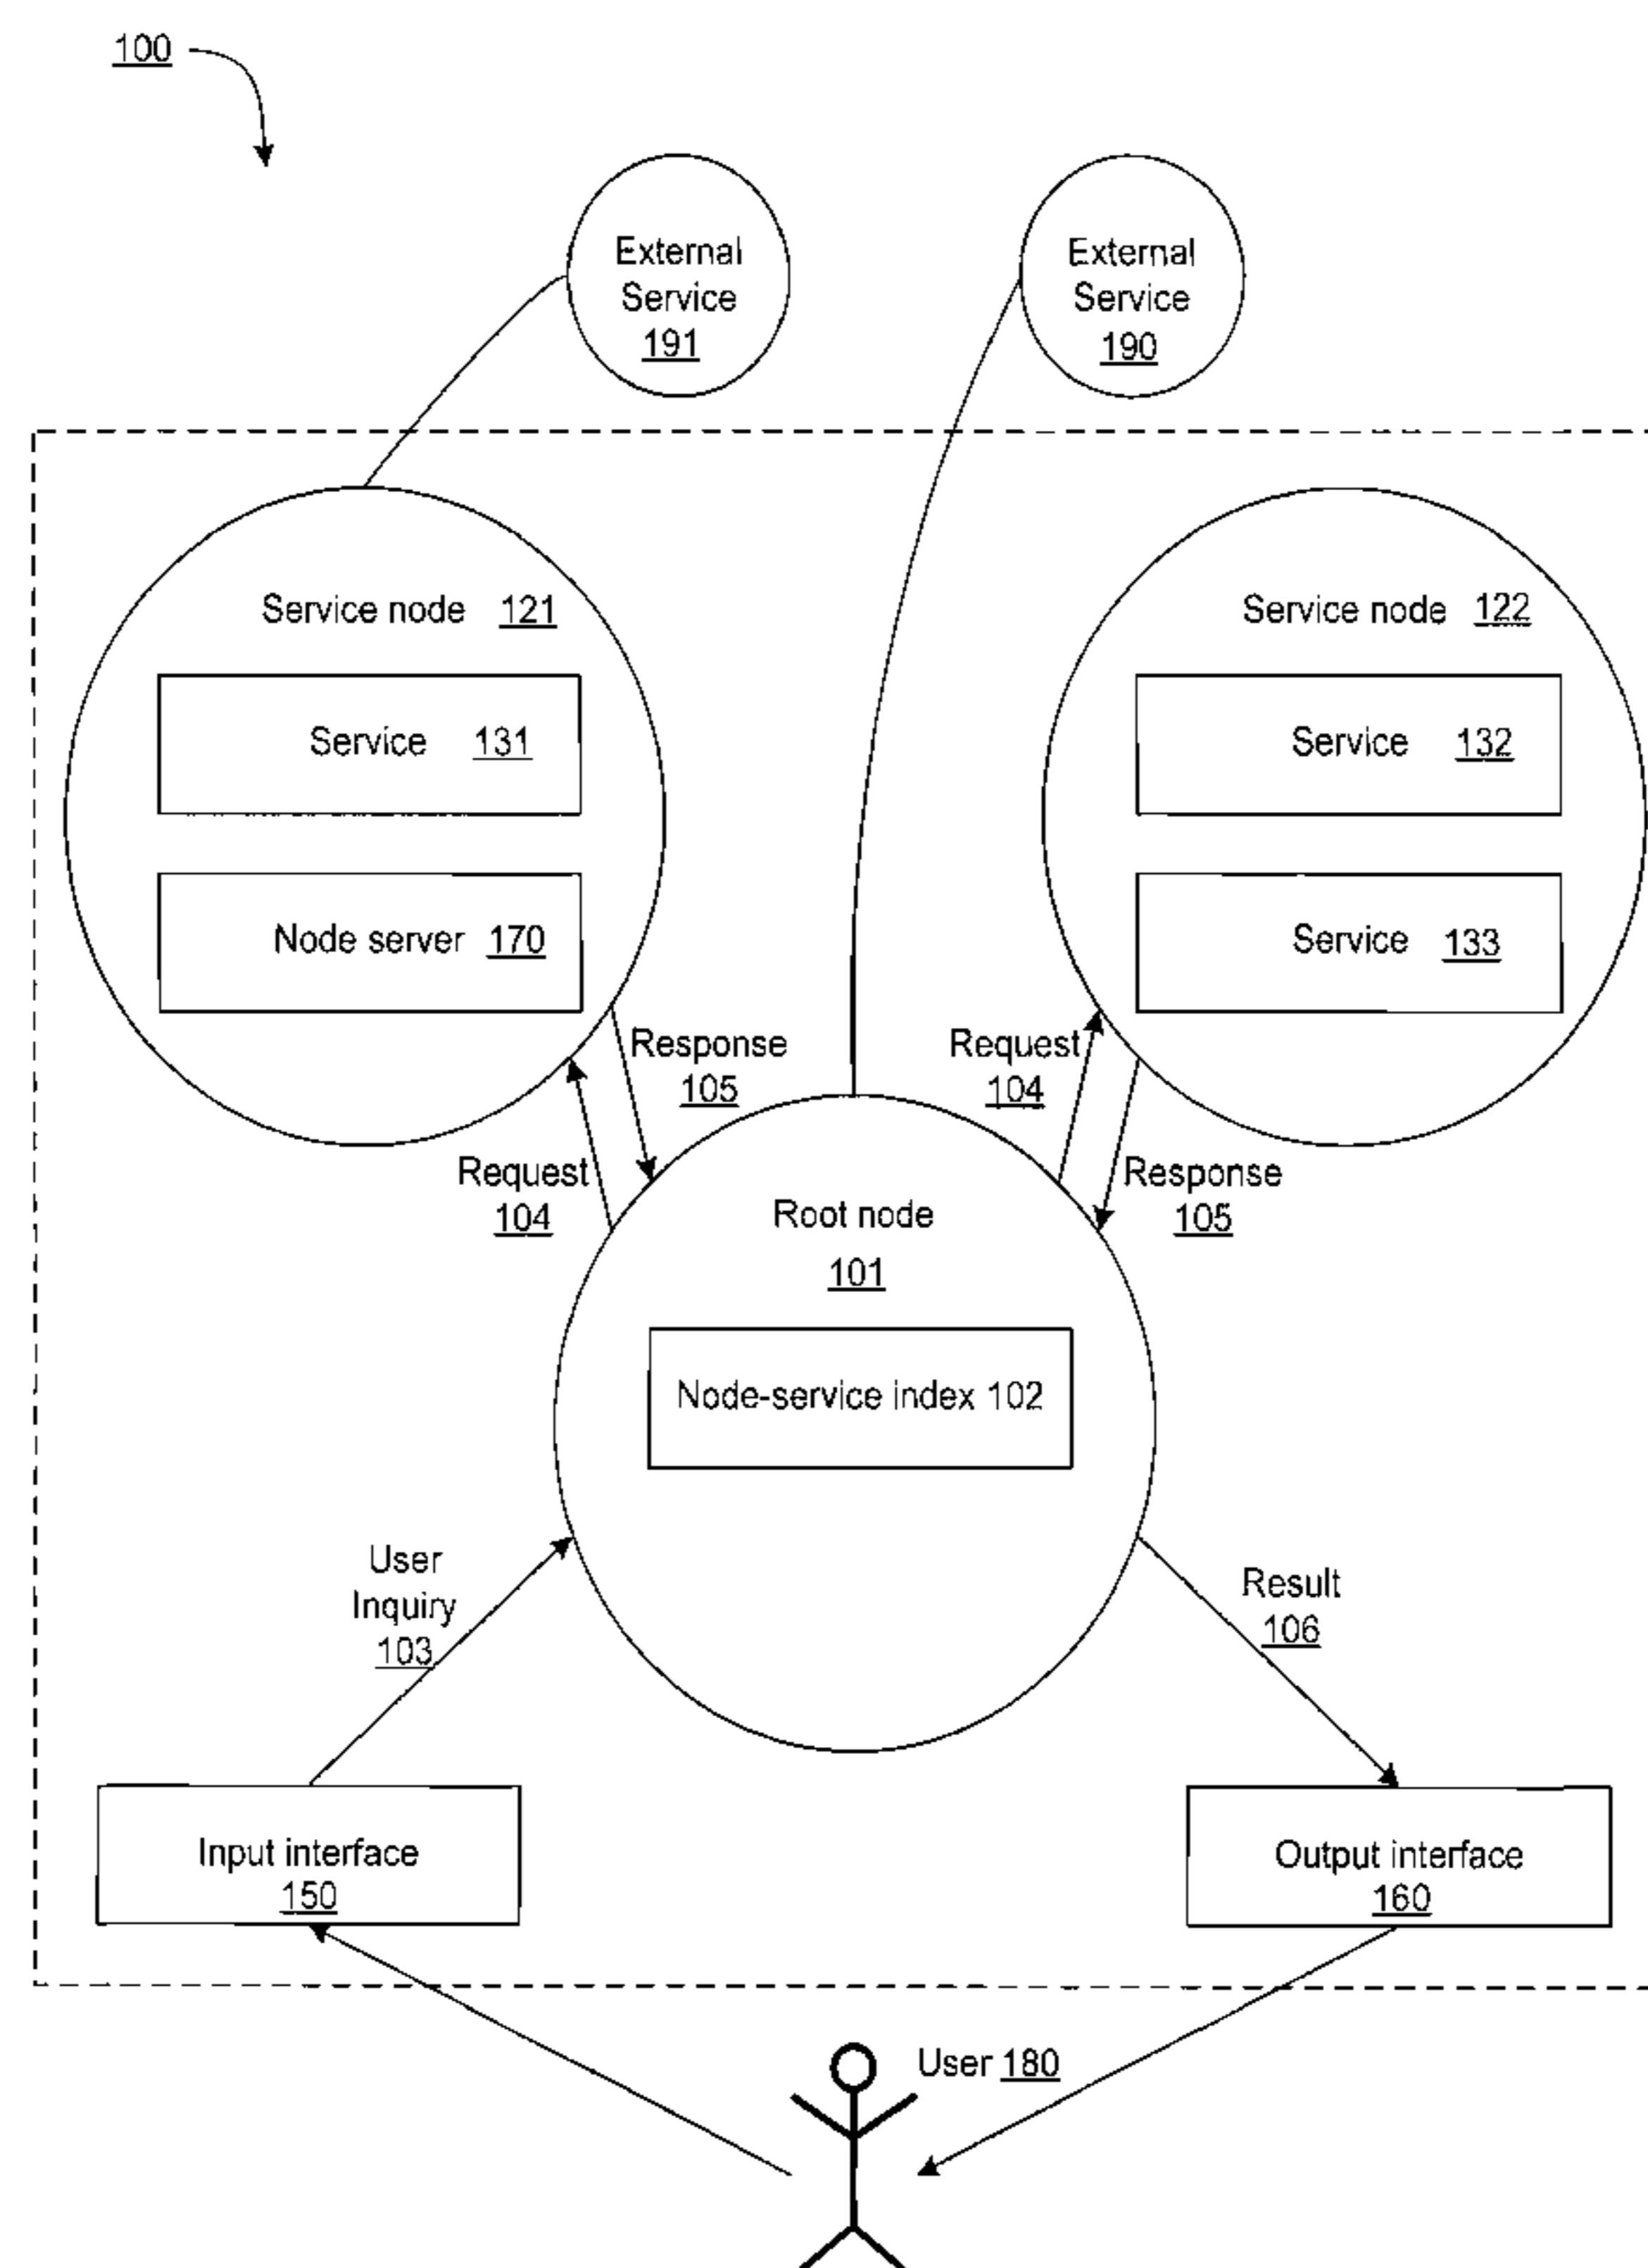 100
External
Service
191
External
Service
190
Service node 121
Service 131
Node server 170
Service node 122
Service 132
Service 133
Response
105
Request
104
Request
104
Response
105
Root node
101
Node-service index 102
User
Inquiry
103
Result
106
Input interface
150
Output interface
160
User 180